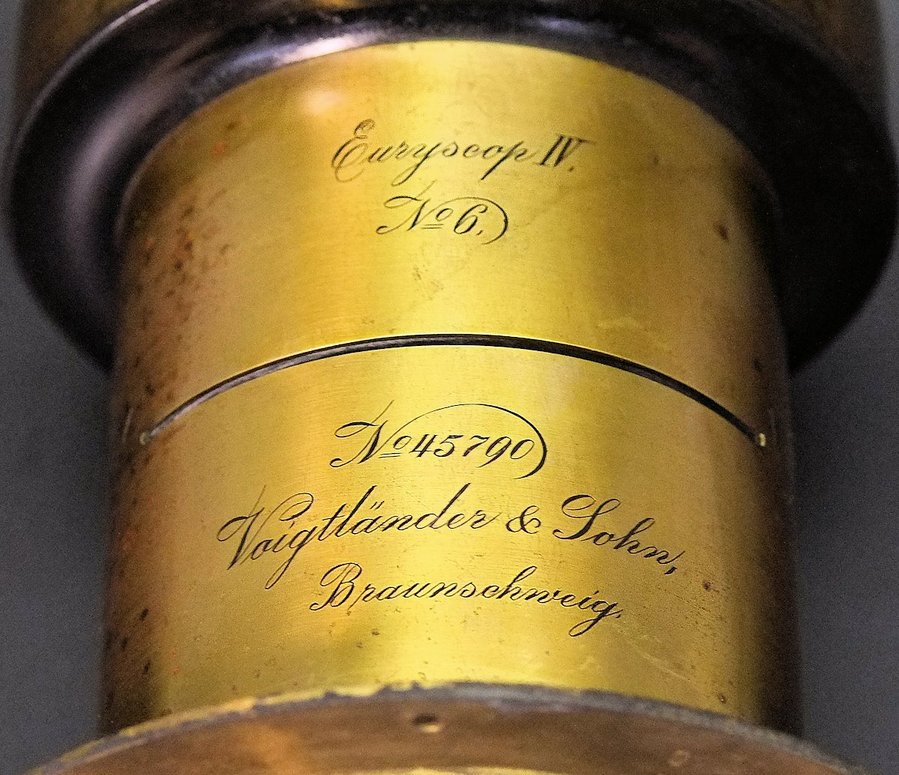 Euryscop IV.
No 6.
No 45790
Voigtländer & Sohn,
Braunschweig.